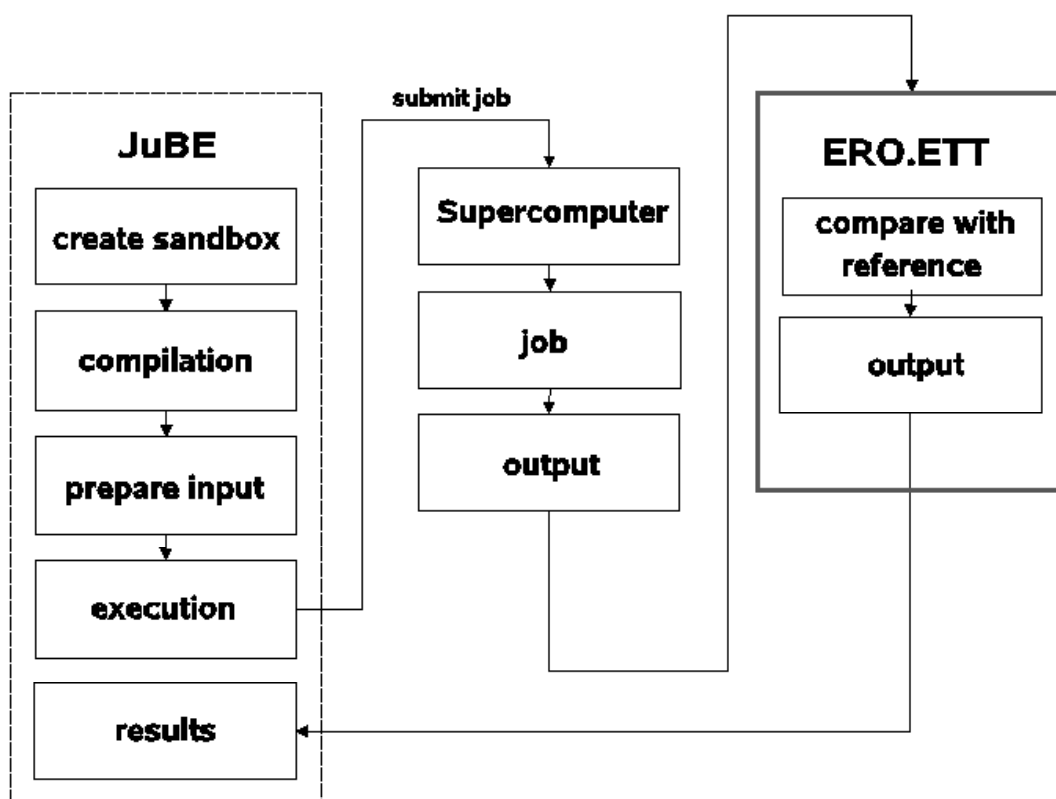 JuBE
create sandbox
compilation
prepare input
execution
results
submit job
Supercomputer
job
output
ERO.ETT
compare with
reference
output